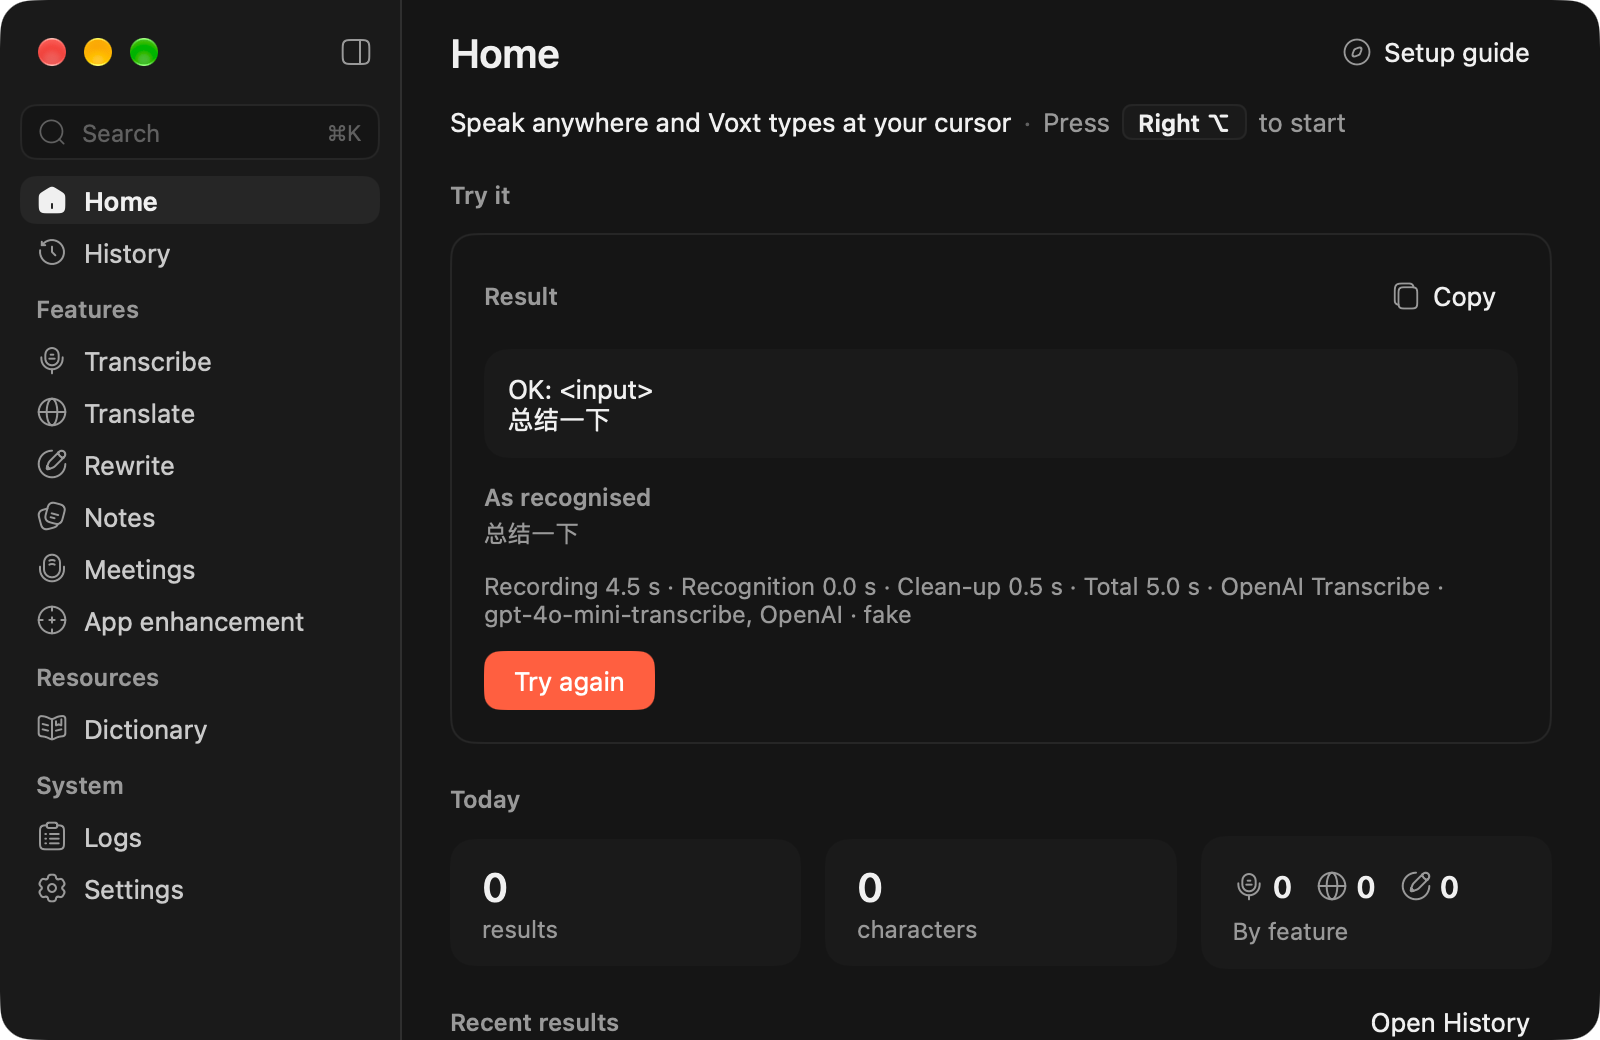 Search ⌘K
Home
History
Features
Transcribe
Translate
Rewrite
Notes
Meetings
App enhancement
Resources
Dictionary
System
Logs
Settings
Home
Setup guide
Speak anywhere and Voxt types at your cursor · Press Right ⌥ to start
Try it
Result
Copy
OK: <input>
总结一下
As recognised
总结一下
Recording 4.5 s · Recognition 0.0 s · Clean-up 0.5 s · Total 5.0 s · OpenAI Transcribe ·
gpt-4o-mini-transcribe, OpenAI · fake
Try again
Today
0
results
0
characters
0 0 0
By feature
Recent results
Open History